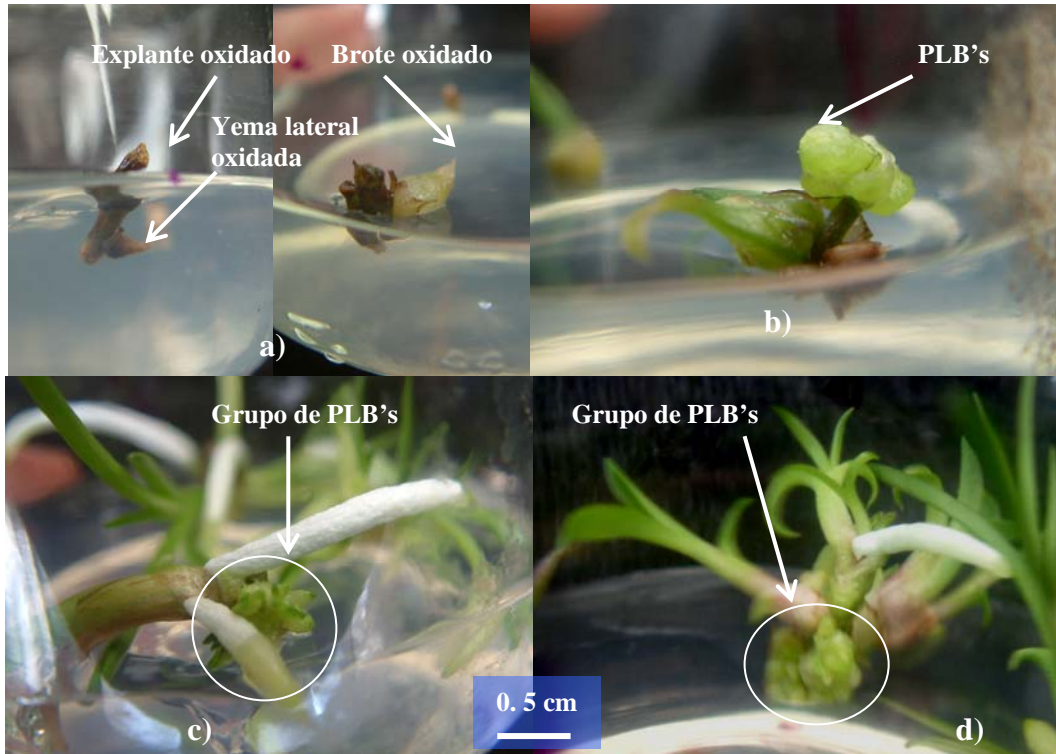 Explante oxidado
Yema lateral
oxidada
Brote oxidado
a)
PLB's
b)
Grupo de PLB's
c)
Grupo de PLB's
d)
0. 5 cm